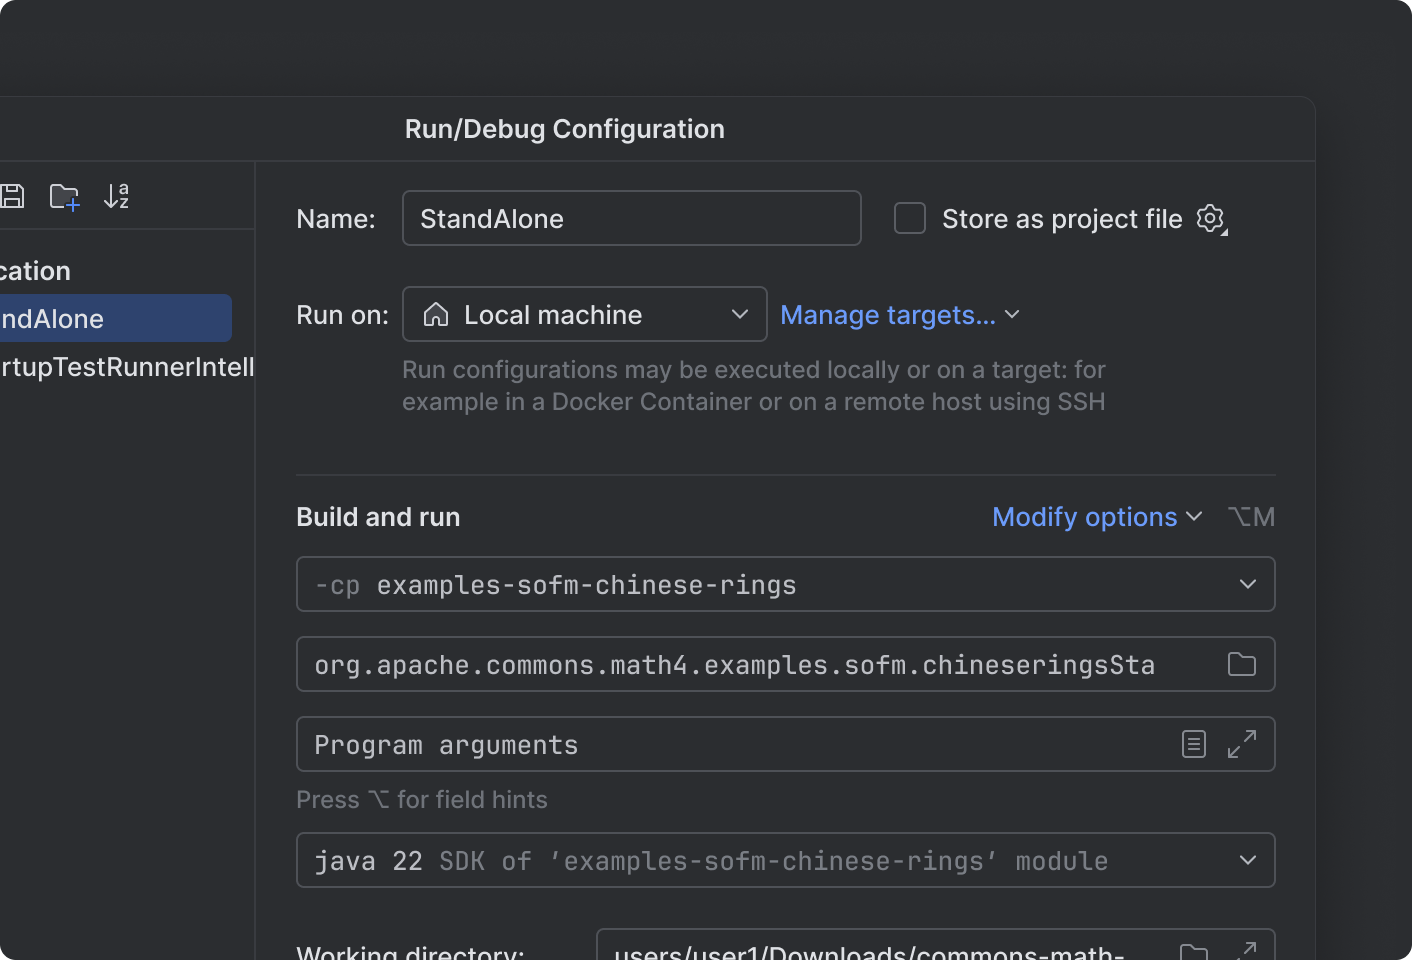 Run/Debug Configuration
cation
ndAlone
rtupTestRunnerIntell
Name: StandAlone Store as project file
Run on: Local machine Manage targets...
Run configurations may be executed locally or on a target: for
example in a Docker Container or on a remote host using SSH
Build and run Modify options ⌥M
-cp examples-sofm-chinese-rings
org.apache.commons.math4.examples.sofm.chineseringsSta
Program arguments
Press ⌥ for field hints
java 22 SDK of ’examples-sofm-chinese-rings’ module
Working directory: users/user1/Downloads/commons-math-